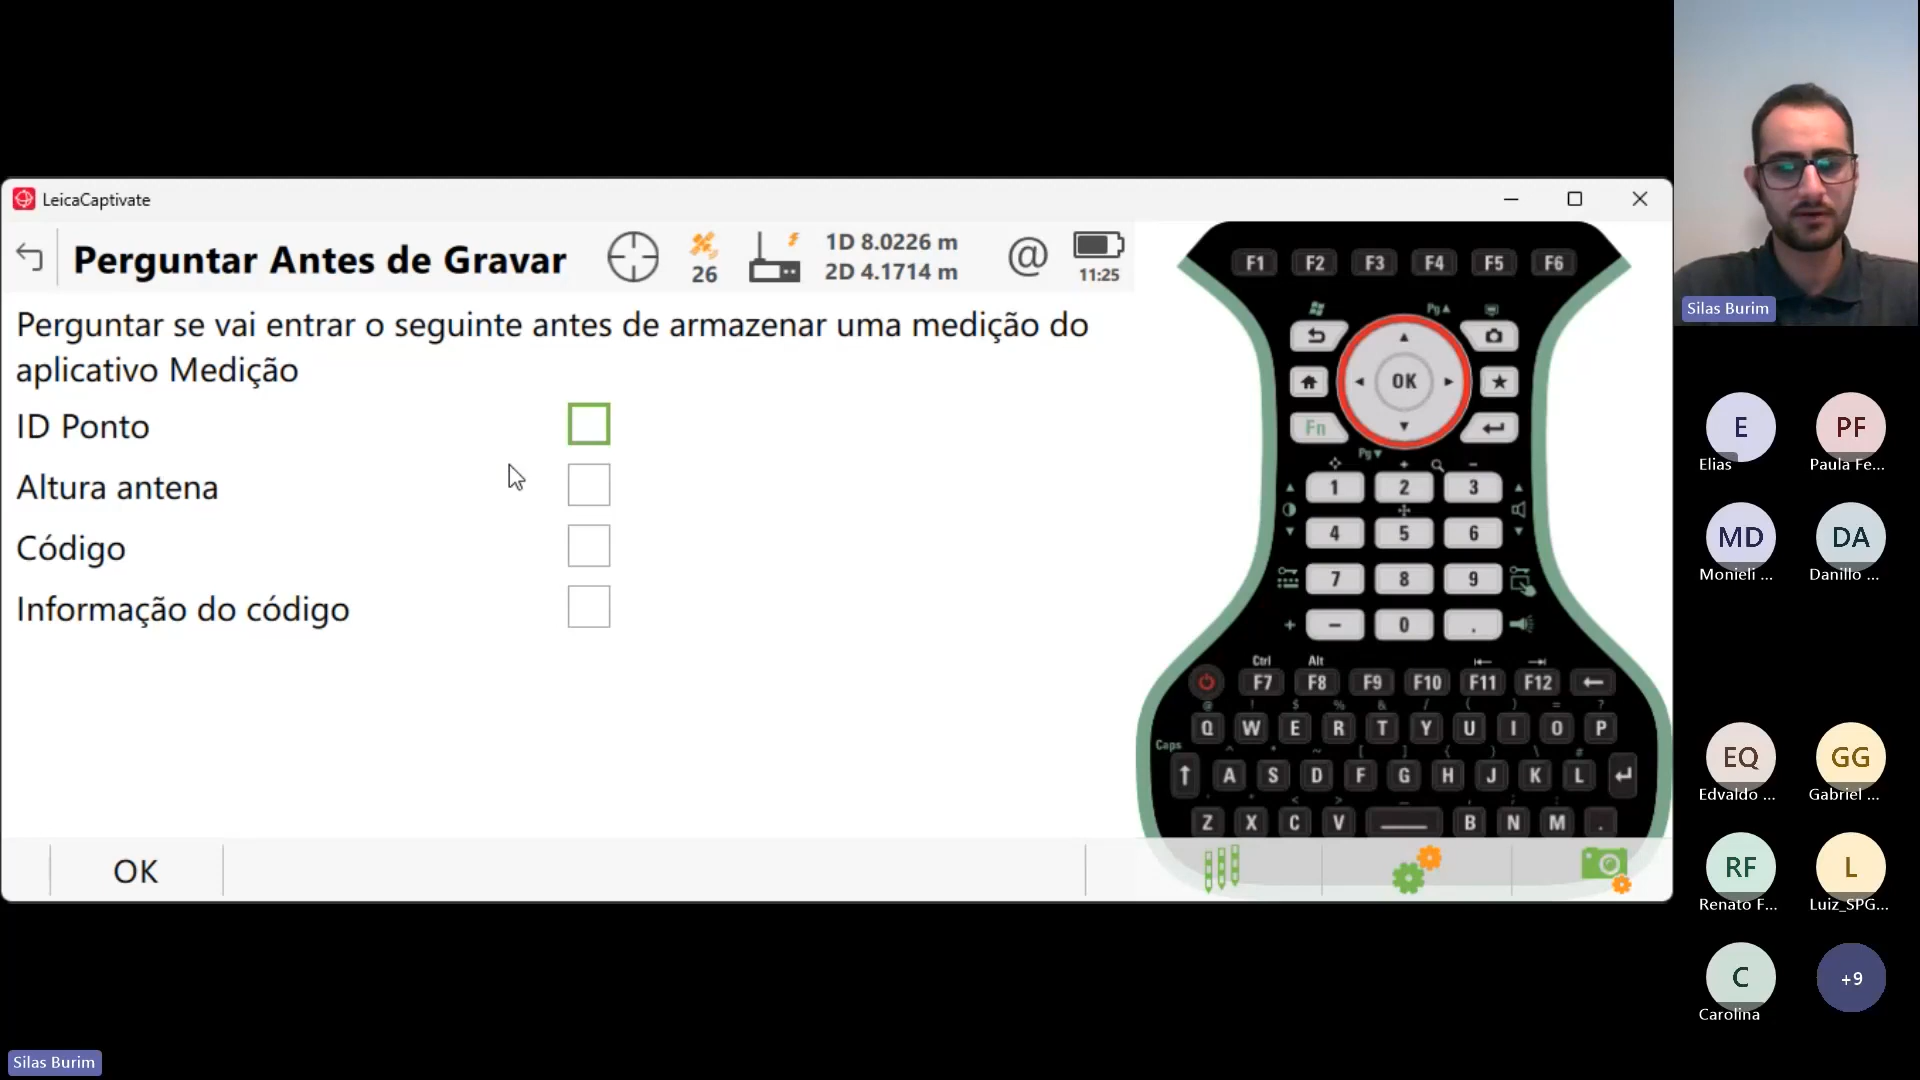 LeicaCaptivate
Perguntar Antes de Gravar
26
1D 8.0226 m
2D 4.1714 m
@
11:25
Perguntar se vai entrar o seguinte antes de armazenar uma medição do
aplicativo Medição
ID Ponto
Altura antena
Código
Informação do código
OK
F1 F2 F3 F4 F5 F6
Pg
OK
Fn
Pg
+ -
1 2 3
4 5 6
7 8 9
+ - 0 .
Ctrl Alt
F7 F8 F9 F10 F11 F12
@ ! $ % & / ( ) = ?
Q W E R T Y U I O P
Caps
^ * ~ [ ] { } \ #
A S D F G H J K L
< > _ , ; :
Z X C V B N M .
Silas Burim
E
Elias
PF
Paula Fe...
MD
Monieli ...
DA
Danillo ...
EQ
Edvaldo ...
GG
Gabriel ...
RF
Renato F...
L
Luiz_SPG...
C
Carolina
+9
Silas Burim